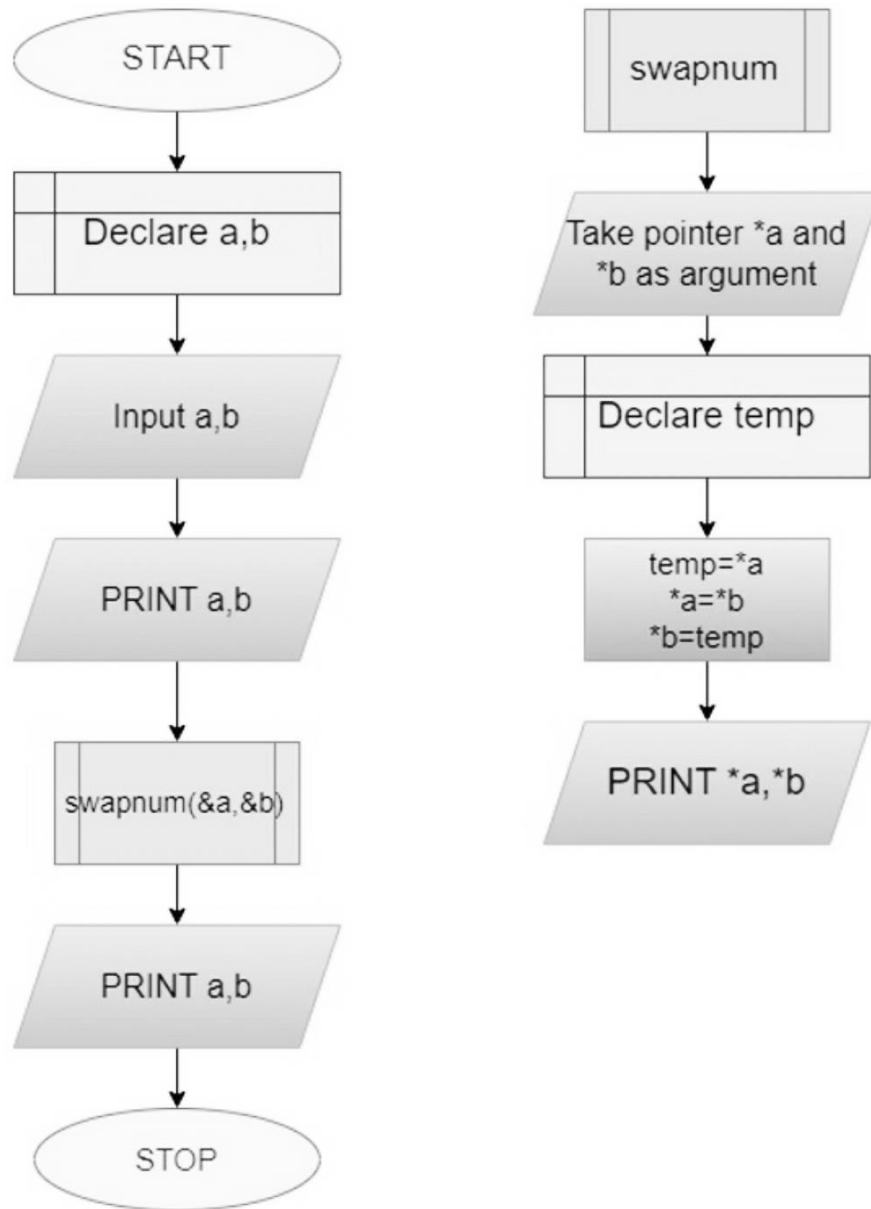 START
Declare a,b
Input a,b
PRINT a,b
swapnum(&a,&b)
PRINT a,b
STOP
swapnum
Take pointer *a and
*b as argument
Declare temp
temp=*a
*a=*b
*b=temp
PRINT *a,*b